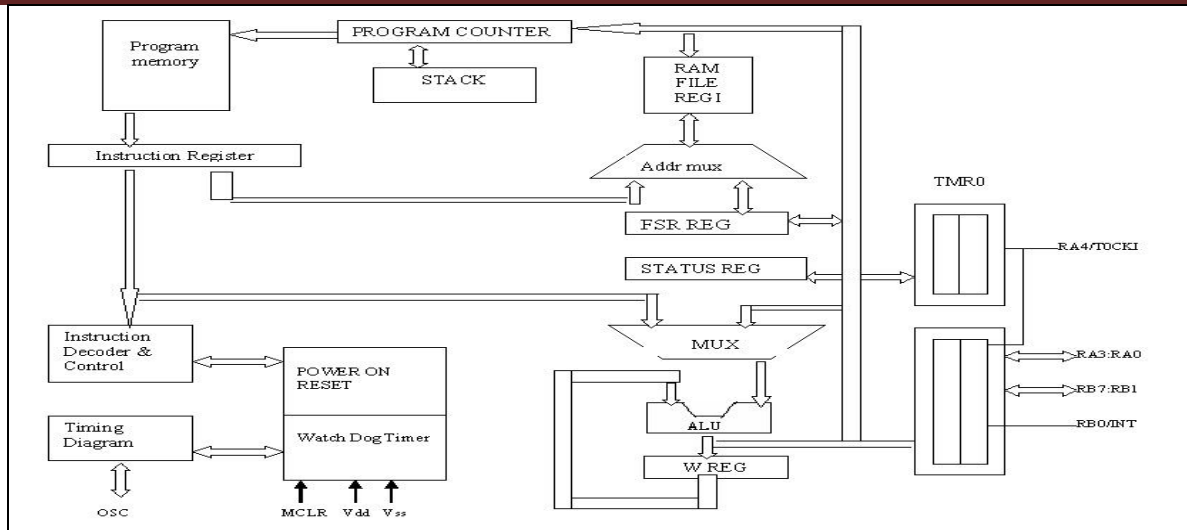 Program
memory
PROGRAM COUNTER
STACK
RAM
FILE
REGI
Instruction Register
Addr mux
TMR0
FSR REG
RA4/T0CKI
STATUS REG
Instruction
Decoder &
Control
MUX
POWER ON
RESET
RA3:RA0
RB7:RB1
Timing
Diagram
Watch Dog Timer
ALU
RB0/INT
W REG
OSC
MCLR Vdd Vss